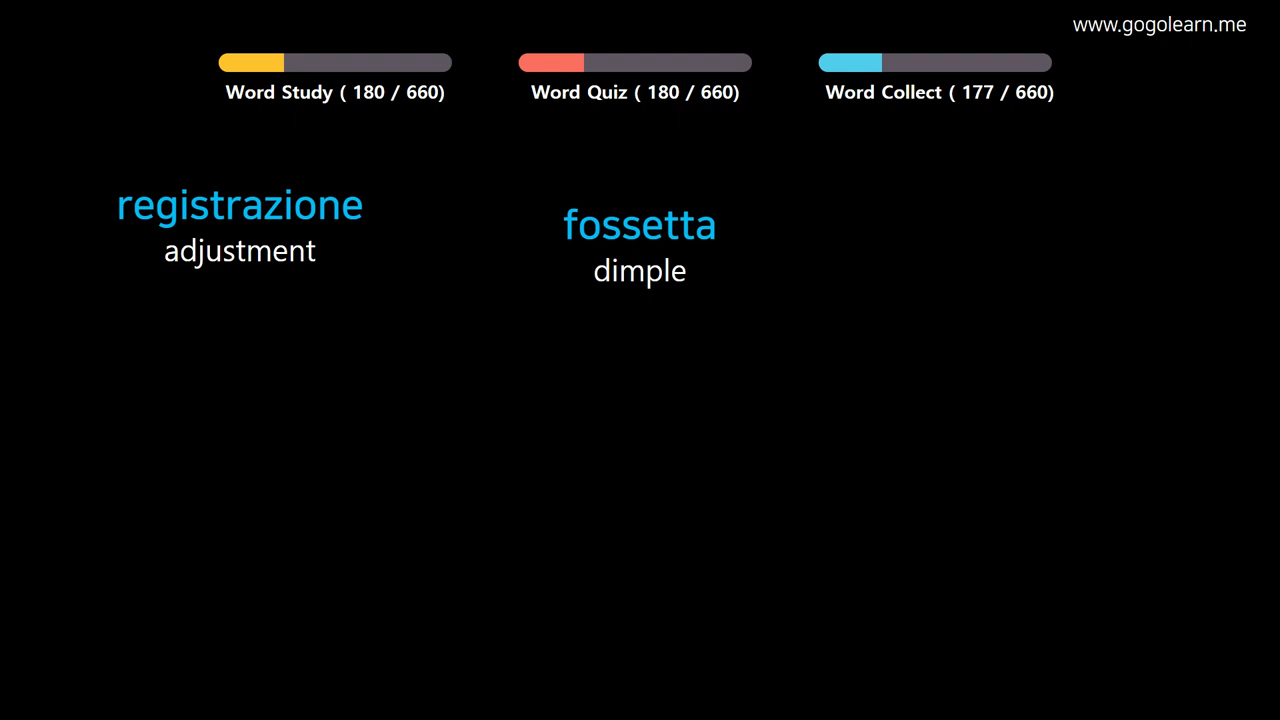 www.gogolearn.me
Word Study ( 180 / 660)
Word Quiz ( 180 / 660)
Word Collect ( 177 / 660)
registrazione
adjustment
fossetta
dimple